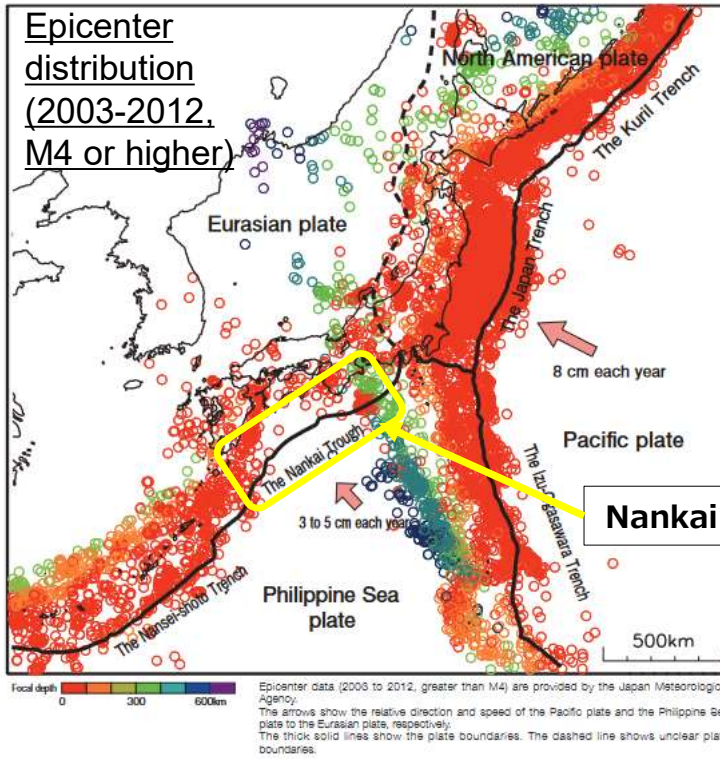 Epicenter
distribution
(2003-2012,
M4 or higher)
North American plate
The Kuril Trench
Eurasian plate
The Japan Trench
8 cm each year
Pacific plate
The Nankai Trough
3 to 5 cm each year
The Izu-Ogasawara Trench
Nankai
Philippine Sea
plate
The Nansei-shoto Trench
500km
Focal depth
0 300 600km
Epicenter data (2003 to 2012, greater than M4) are provided by the Japan Meteorologic
Agency.
The arrows show the relative direction and speed of the Pacific plate and the Philippine Se
plate to the Eurasian plate, respectively.
The thick solid lines show the plate boundaries. The dashed line shows unclear pla
boundaries.